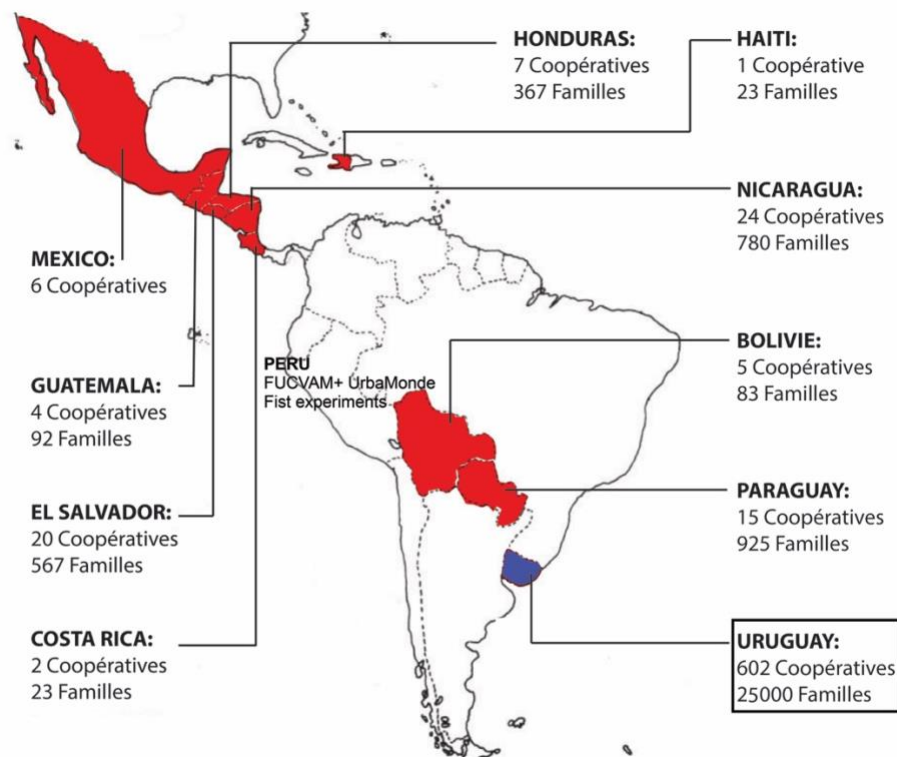 HONDURAS:
7 Coopératives
367 Familles
HAITI:
1 Coopérative
23 Familles
NICARAGUA:
24 Coopératives
780 Familles
MEXICO:
6 Coopératives
BOLIVIE:
5 Coopératives
83 Familles
PERU
FUCVAM+ UrbaMonde
Fist experiments
GUATEMALA:
4 Coopératives
92 Familles
PARAGUAY:
15 Coopératives
925 Familles
EL SALVADOR:
20 Coopératives
567 Familles
COSTA RICA:
2 Coopératives
23 Familles
URUGUAY:
602 Coopératives
25000 Familles